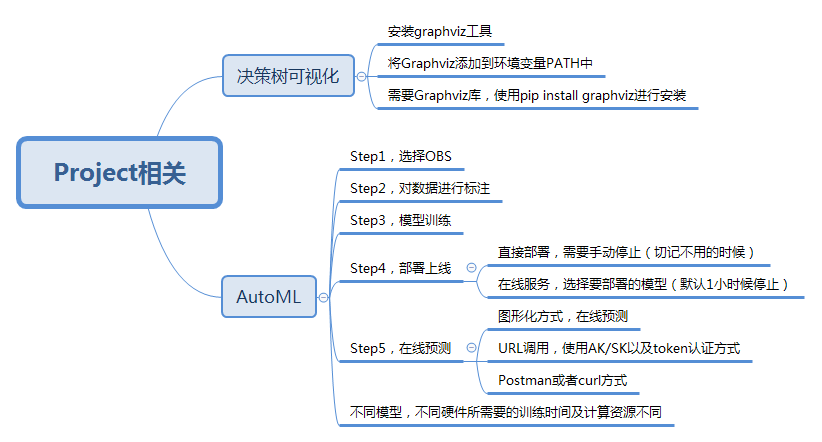 Project相关
决策树可视化
安装graphviz工具
将Graphviz添加到环境变量PATH中
需要Graphviz库，使用pip install graphviz进行安装
AutoML
Step1，选择OBS
Step2，对数据进行标注
Step3，模型训练
Step4，部署上线
直接部署，需要手动停止（切记不用的时候）
在线服务，选择要部署的模型（默认1小时候停止）
Step5，在线预测
图形化方式，在线预测
URL调用，使用AK/SK以及token认证方式
Postman或者curl方式
不同模型，不同硬件所需要的训练时间及计算资源不同